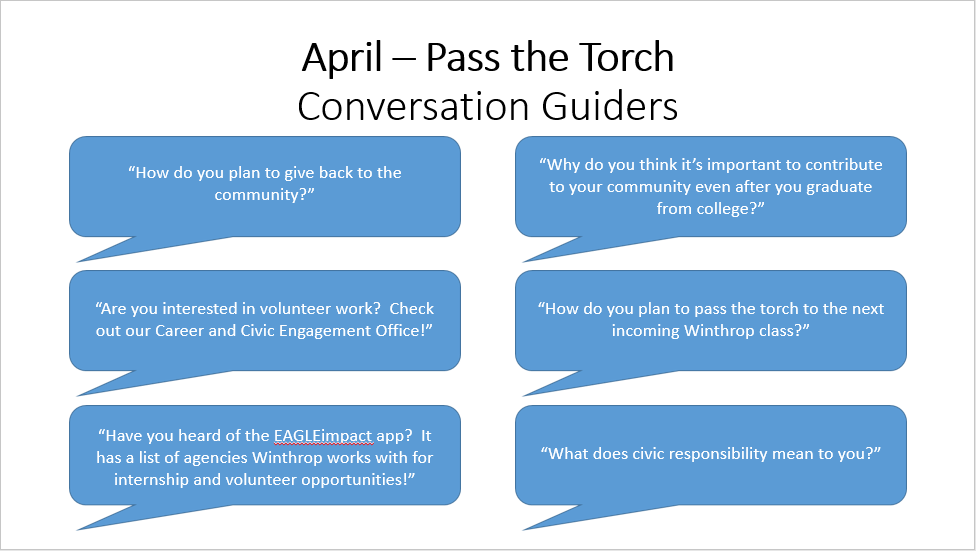 April – Pass the Torch
Conversation Guiders
“How do you plan to give back to the
community?”
“Why do you think it’s important to contribute
to your community even after you graduate
from college?”
“Are you interested in volunteer work?  Check
out our Career and Civic Engagement Office!”
“How do you plan to pass the torch to the next
incoming Winthrop class?”
“Have you heard of the EAGLEimpact app?  It
has a list of agencies Winthrop works with for
internship and volunteer opportunities!”
“What does civic responsibility mean to you?”